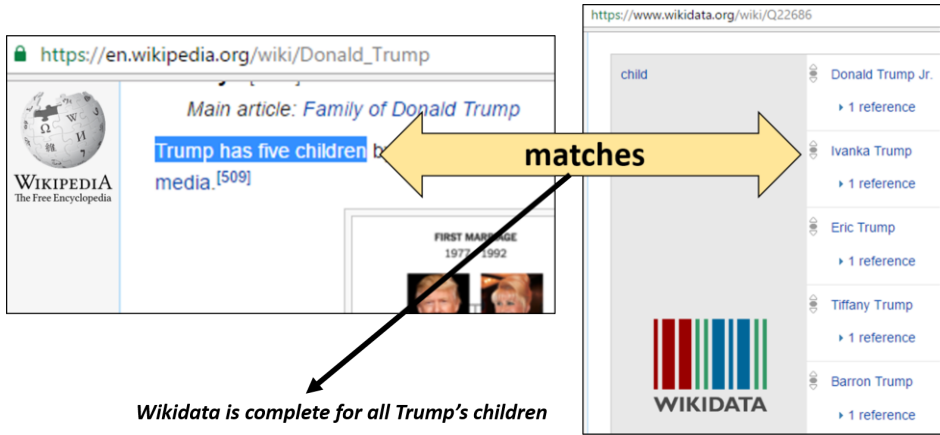 https://en.wikipedia.org/wiki/Donald_Trump
Main article: Family of Donald Trump
Trump has five children b
media.[509]
WIKIPEDIA
The Free Encyclopedia
FIRST MARRIAGE
1977 1992
matches
Wikidata is complete for all Trump's children
https://www.wikidata.org/wiki/Q22686
child
Donald Trump Jr.
1 reference
Ivanka Trump
1 reference
Eric Trump
1 reference
Tiffany Trump
1 reference
Barron Trump
1 reference
WIKIDATA